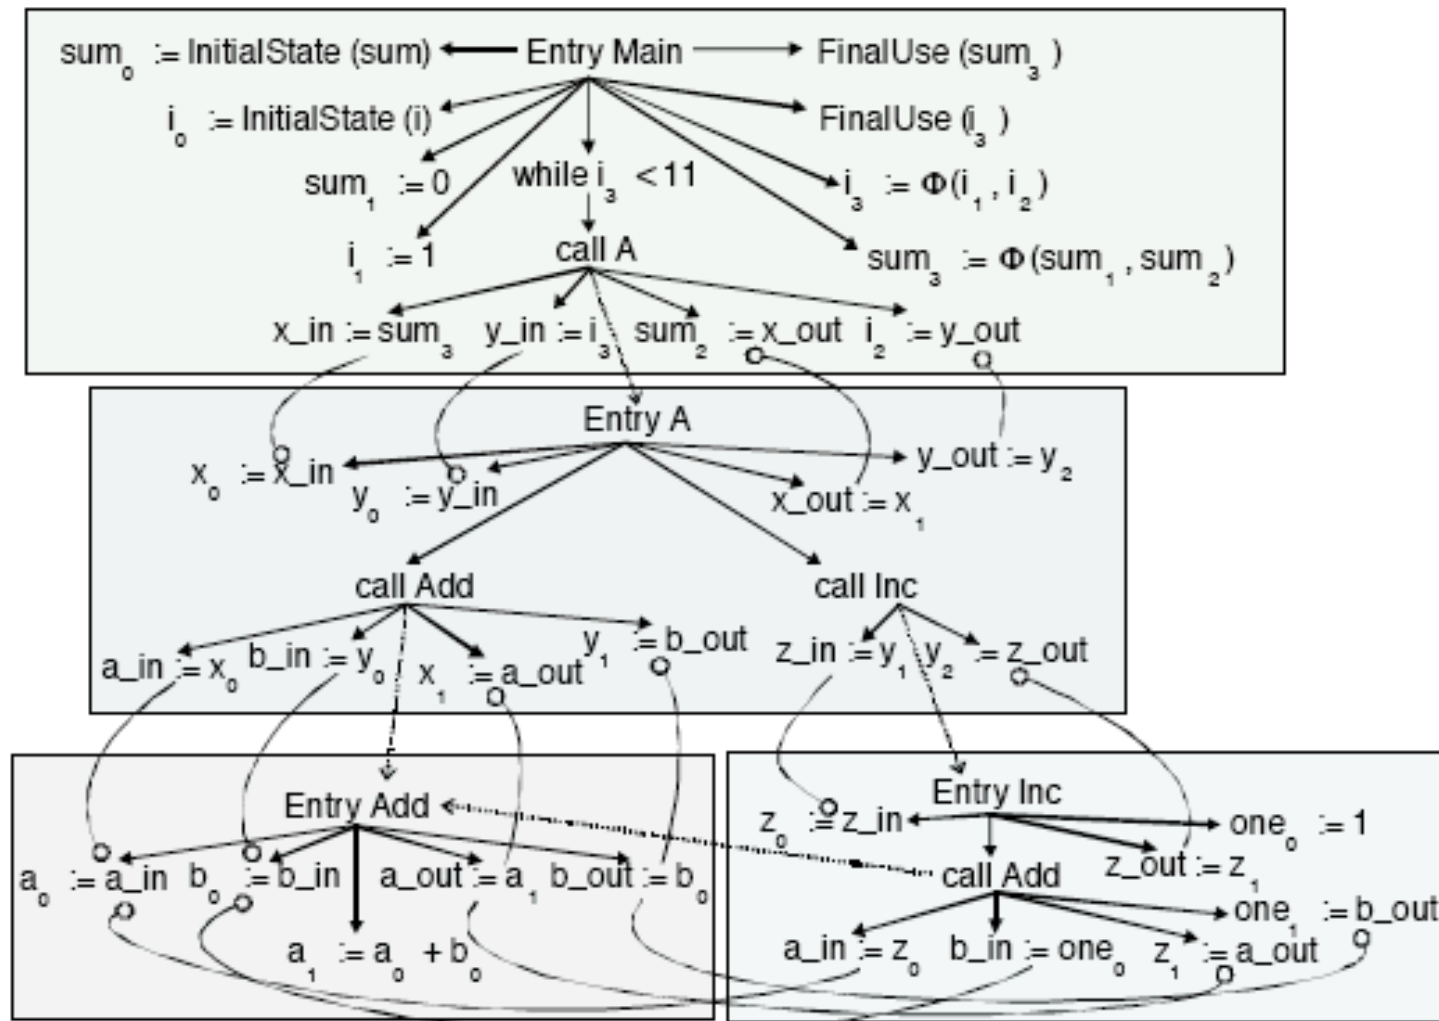 sum₀ := InitialState (sum) Entry Main FinalUse (sum₃ )
i₀ := InitialState (i) FinalUse (i₃ )
sum₁ := 0 while i₃ < 11 i₃ := Φ(i₁ , i₂ )
i₁ := 1 call A sum₃ := Φ(sum₁ , sum₂ )
x_in := sum₃ y_in := i₃ sum₂ := x_out i₂ := y_out
Entry A
x₀ := x_in y₀ := y_in x_out := x₁ y_out := y₂
call Add call Inc
a_in := x₀ b_in := y₀ x₁ := a_out y₁ := b_out z_in := y₁ y₂ := z_out
Entry Add Entry Inc
z₀ := z_in one₀ := 1
a₀ := a_in b₀ := b_in a_out := a₁ b_out := b₀ call Add z_out := z₁
one₁ := b_out
a₁ := a₀ + b₀ a_in := z₀ b_in := one₀ z₁ := a_out